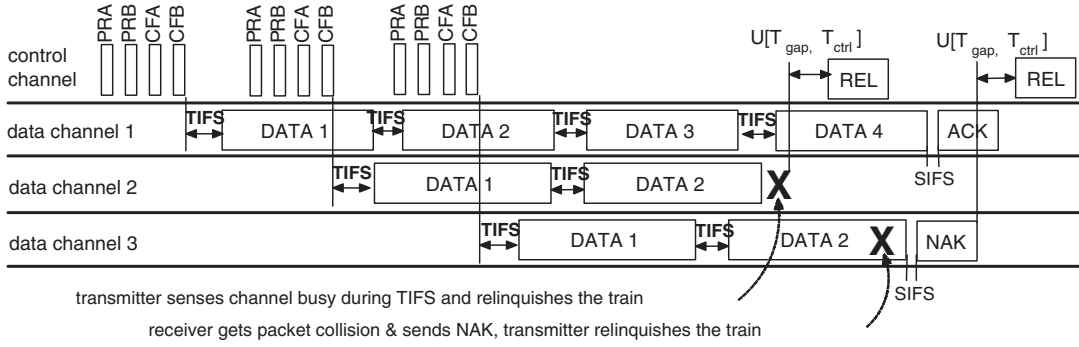 PRA PRB CFA CFB PRA PRB CFA CFB PRA PRB CFA CFB
U[T gap, T ctrl ] U[T gap, T ctrl ]
control
channel
REL REL
data channel 1 TIFS DATA 1 TIFS DATA 2 TIFS DATA 3 TIFS DATA 4 ACK
SIFS
data channel 2 TIFS DATA 1 TIFS DATA 2 X
data channel 3 TIFS DATA 1 TIFS DATA 2 X NAK
SIFS
transmitter senses channel busy during TIFS and relinquishes the train
receiver gets packet collision & sends NAK, transmitter relinquishes the train